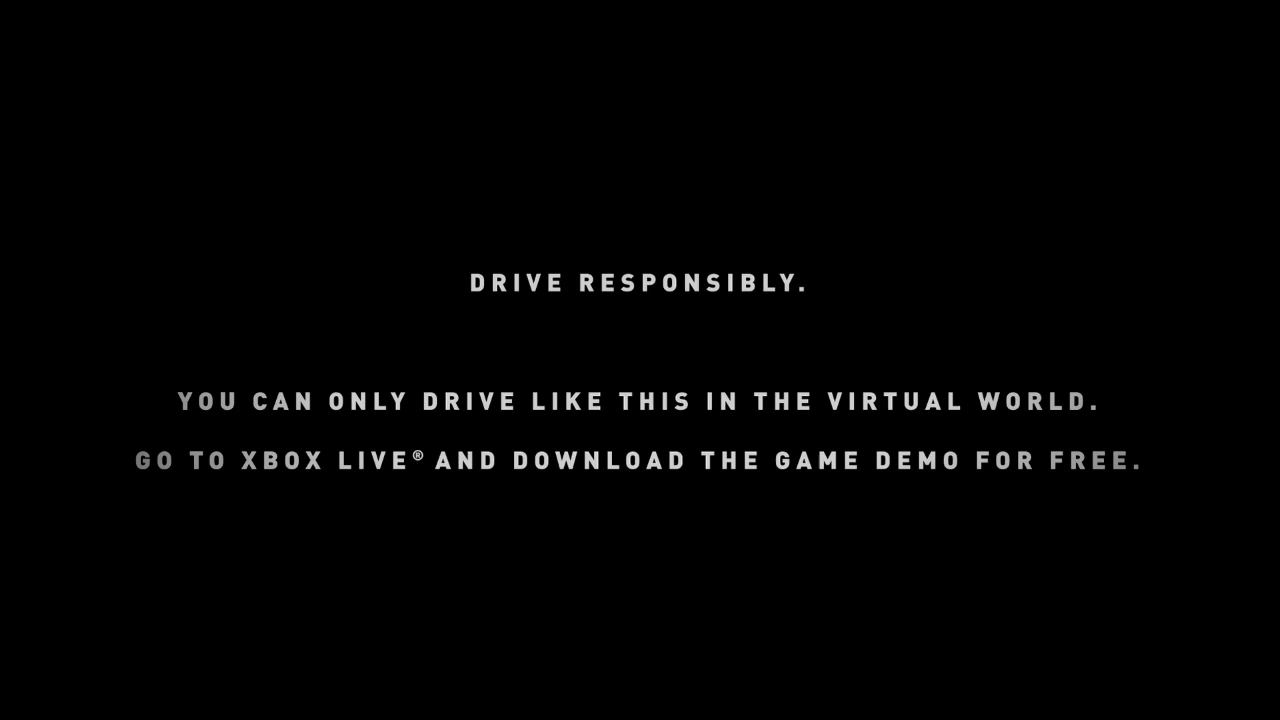 DRIVE RESPONSIBLY.
YOU CAN ONLY DRIVE LIKE THIS IN THE VIRTUAL WORLD.
GO TO XBOX LIVE® AND DOWNLOAD THE GAME DEMO FOR FREE.